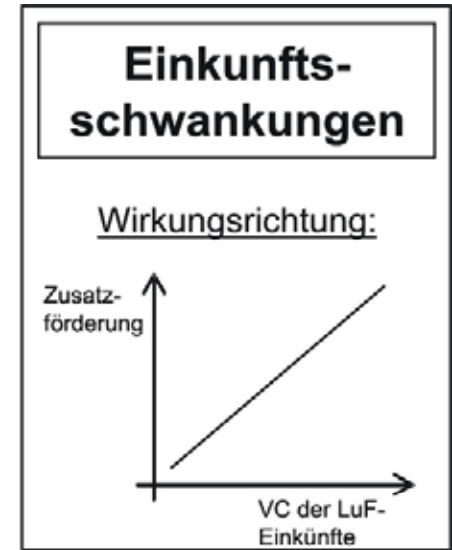 Einkunfts-
schwankungen
Wirkungsrichtung:
Zusatz-
förderung
VC der LuF-
Einkünfte